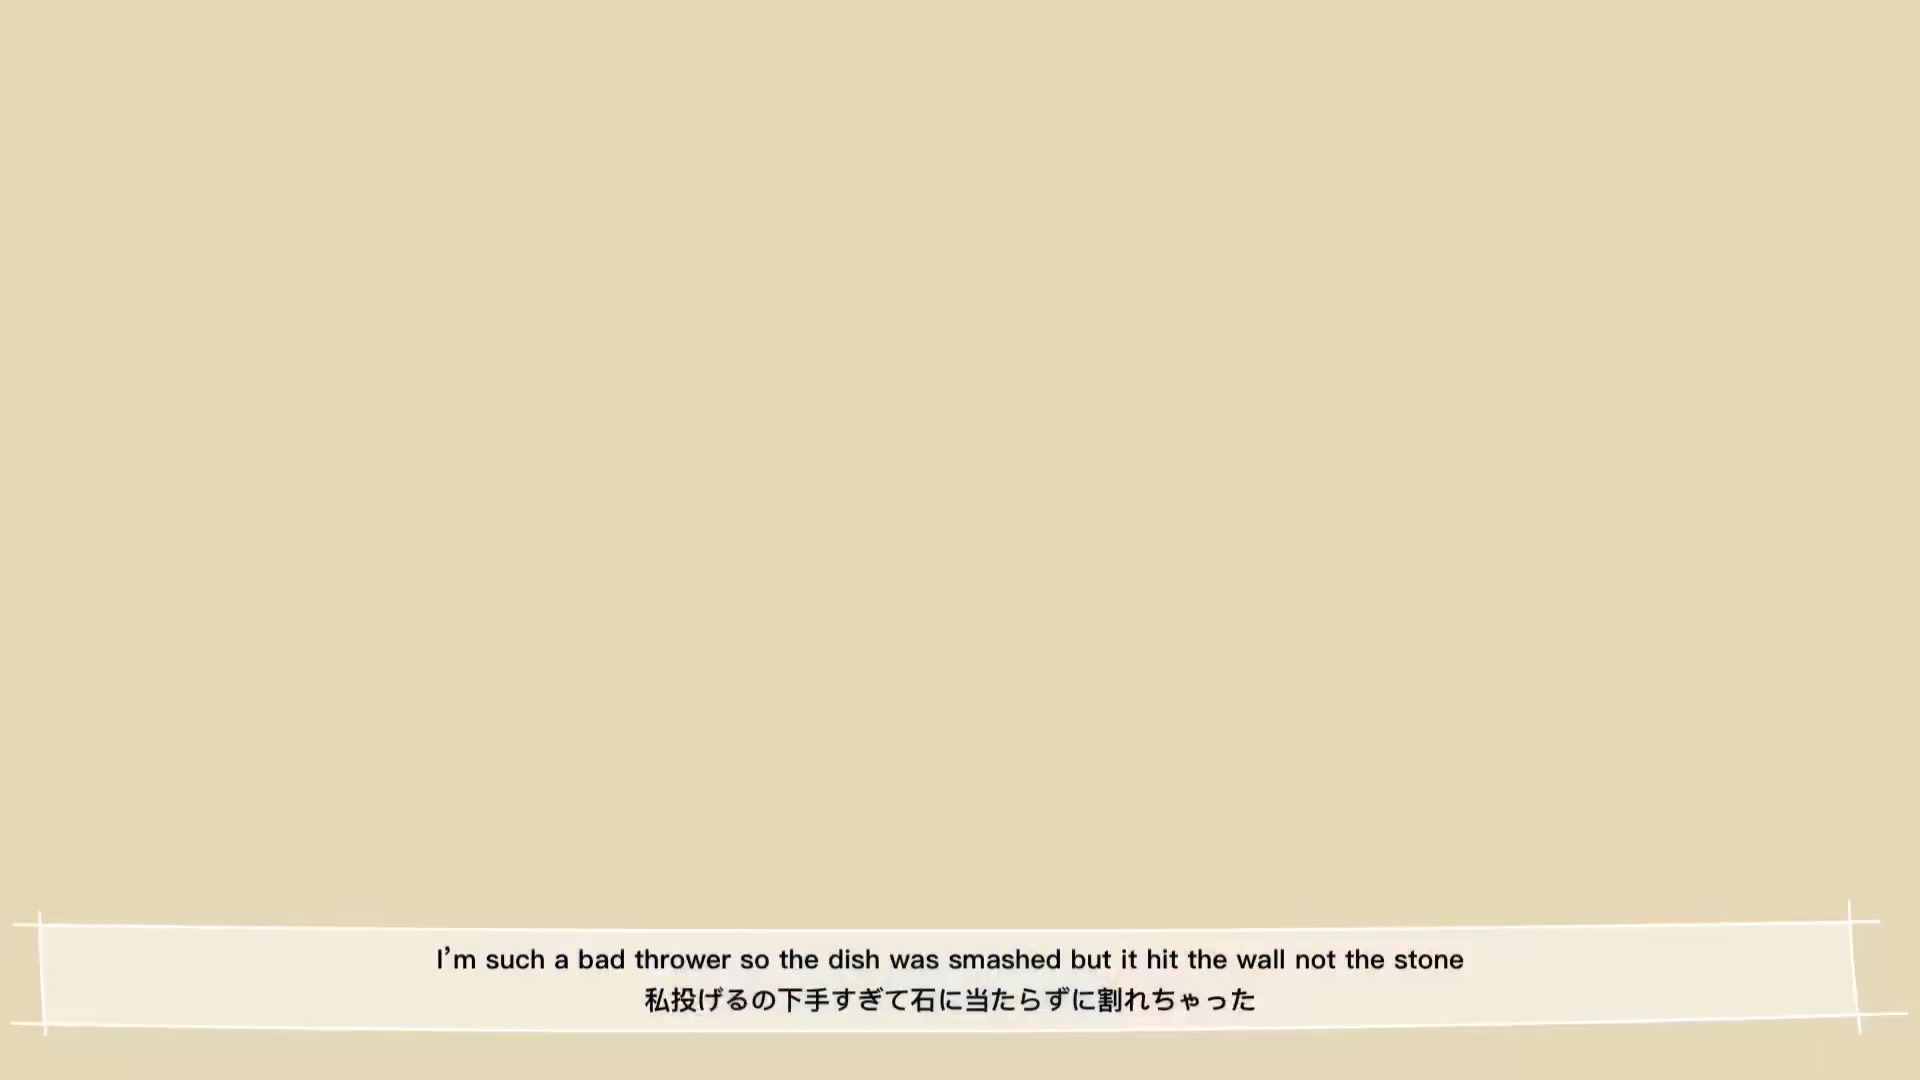 I’m such a bad thrower so the dish was smashed but it hit the wall not the stone
私投げるの下手すぎて石に当たらずに割れちゃった